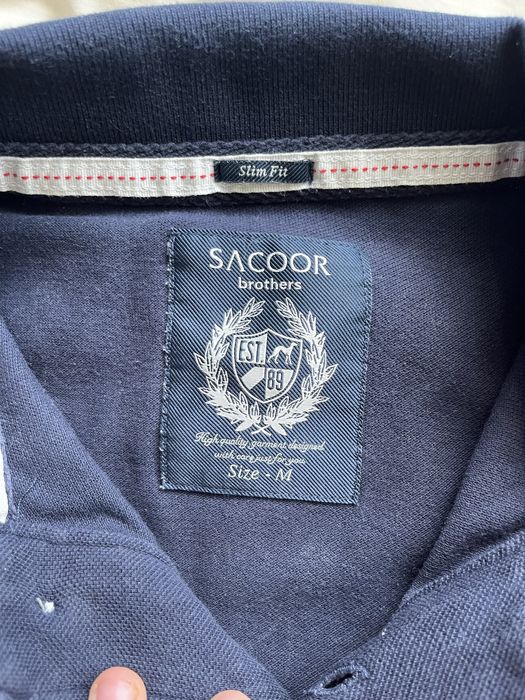 Slim Fit
SACOOR
brothers
EST.
89
High quality garment designed
with care just for you
Size - M